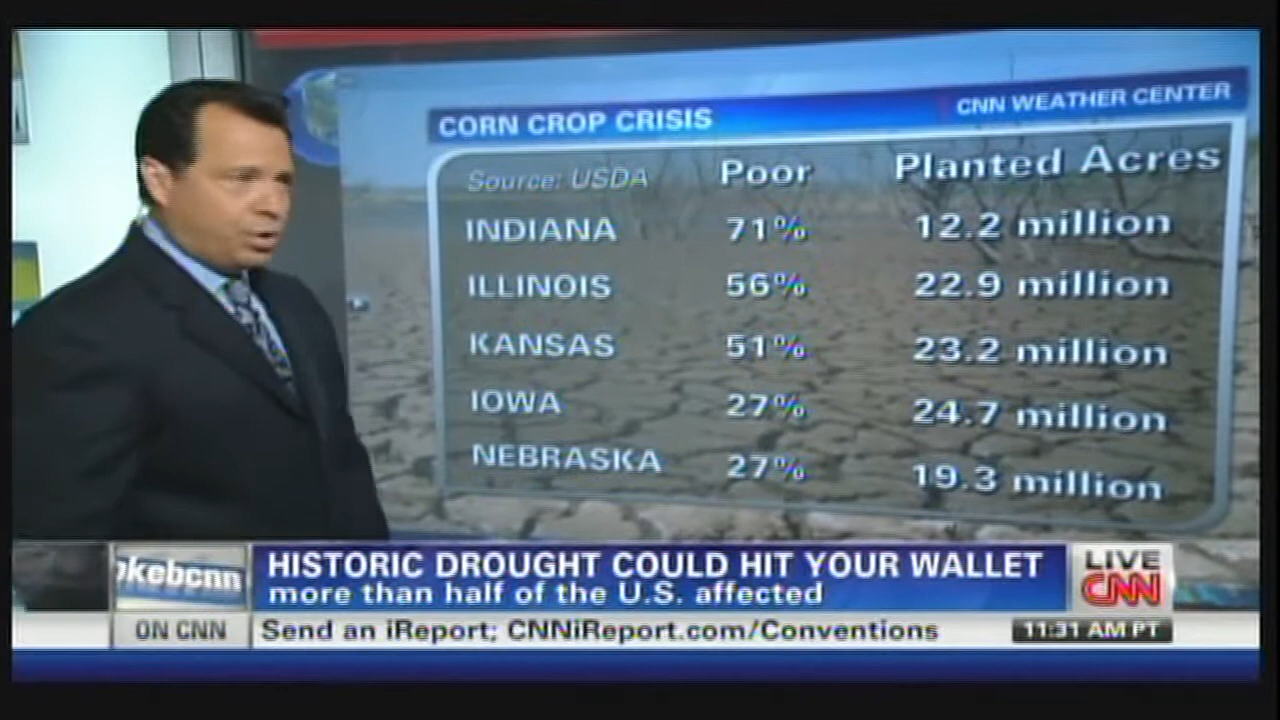 CORN CROP CRISIS
CNN WEATHER CENTER
Source: USDA Poor Planted Acres
INDIANA 71% 12.2 million
ILLINOIS 56% 22.9 million
KANSAS 51% 23.2 million
IOWA 27% 24.7 million
NEBRASKA 27% 19.3 million
HISTORIC DROUGHT COULD HIT YOUR WALLET
more than half of the U.S. affected
LIVE
CNN
kebcnn
ON CNN
Send an iReport; CNNiReport.com/Conventions
11:31 AM PT